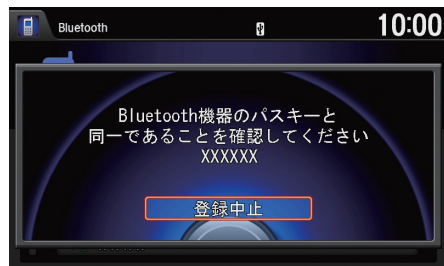 Bluetooth
10:00
Bluetooth機器のパスキーと
同一であることを確認してください
XXXXXX
登録中止